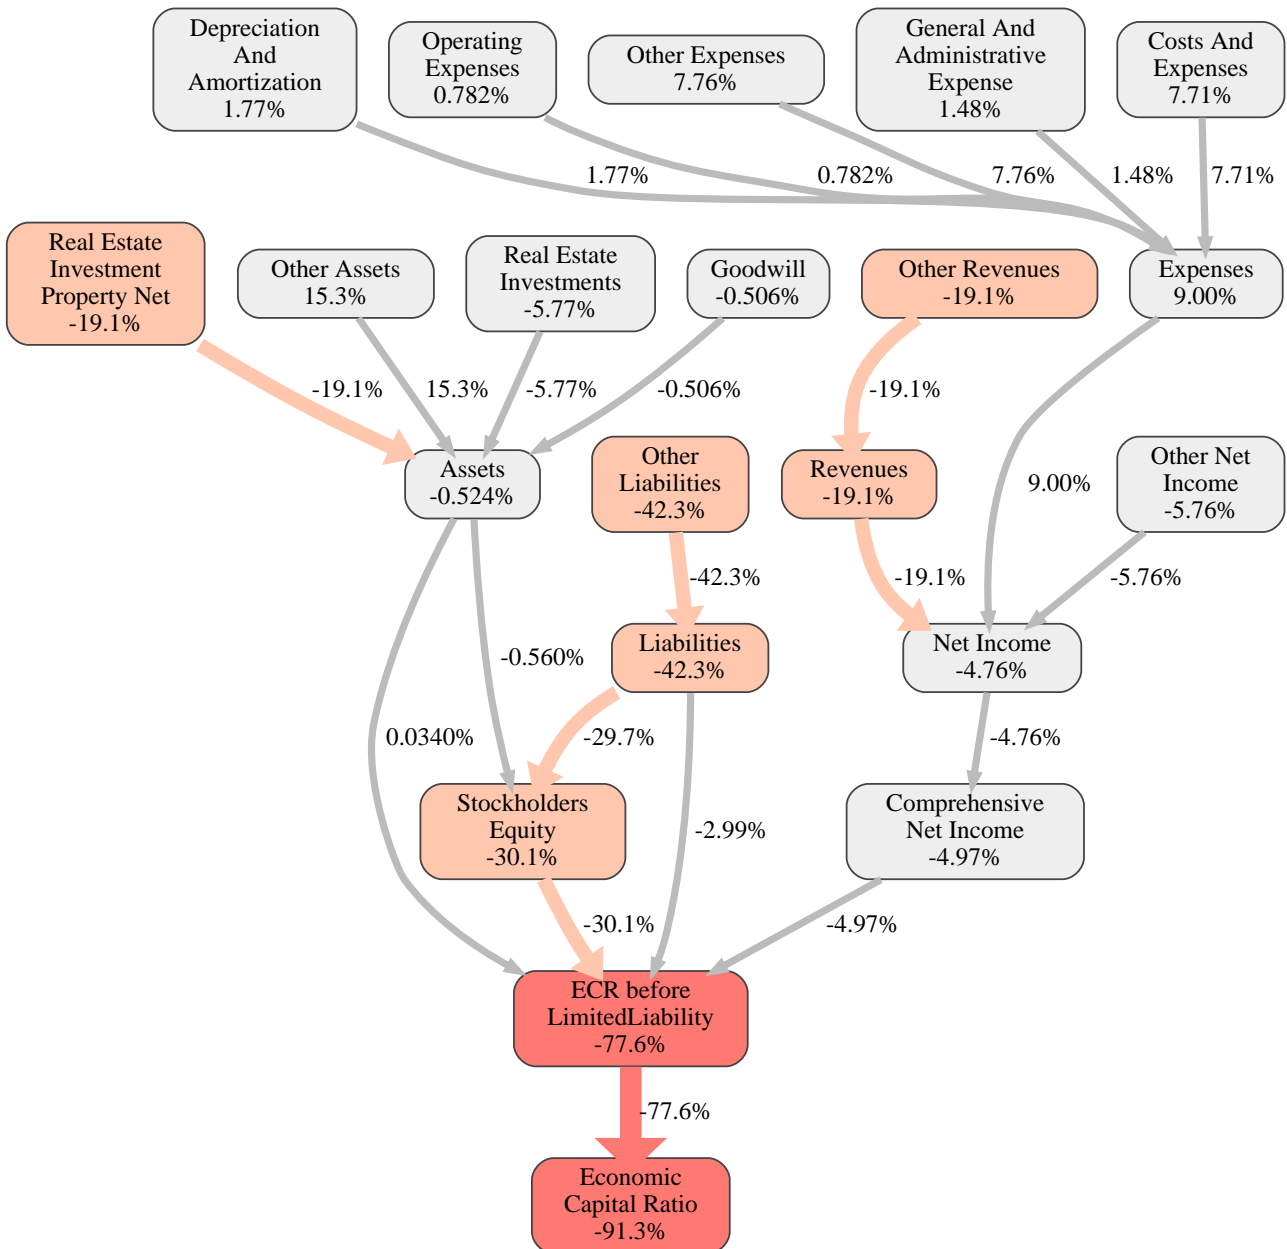 Depreciation
And
Amortization
1.77%
Operating
Expenses
0.782%
Other Expenses
7.76%
General And
Administrative
Expense
1.48%
Costs And
Expenses
7.71%
1.77%
0.782%
7.76%
1.48%
7.71%
Real Estate
Investment
Property Net
-19.1%
Other Assets
15.3%
Real Estate
Investments
-5.77%
Goodwill
-0.506%
Other Revenues
-19.1%
Expenses
9.00%
-19.1%
15.3%
-5.77%
-0.506%
-19.1%
Assets
-0.524%
Other
Liabilities
-42.3%
Revenues
-19.1%
9.00%
Other Net
Income
-5.76%
-42.3%
-19.1%
-5.76%
-0.560%
Liabilities
-42.3%
Net Income
-4.76%
0.0340%
-29.7%
-4.76%
Stockholders
Equity
-30.1%
-2.99%
Comprehensive
Net Income
-4.97%
-30.1%
-4.97%
ECR before
LimitedLiability
-77.6%
-77.6%
Economic
Capital Ratio
-91.3%